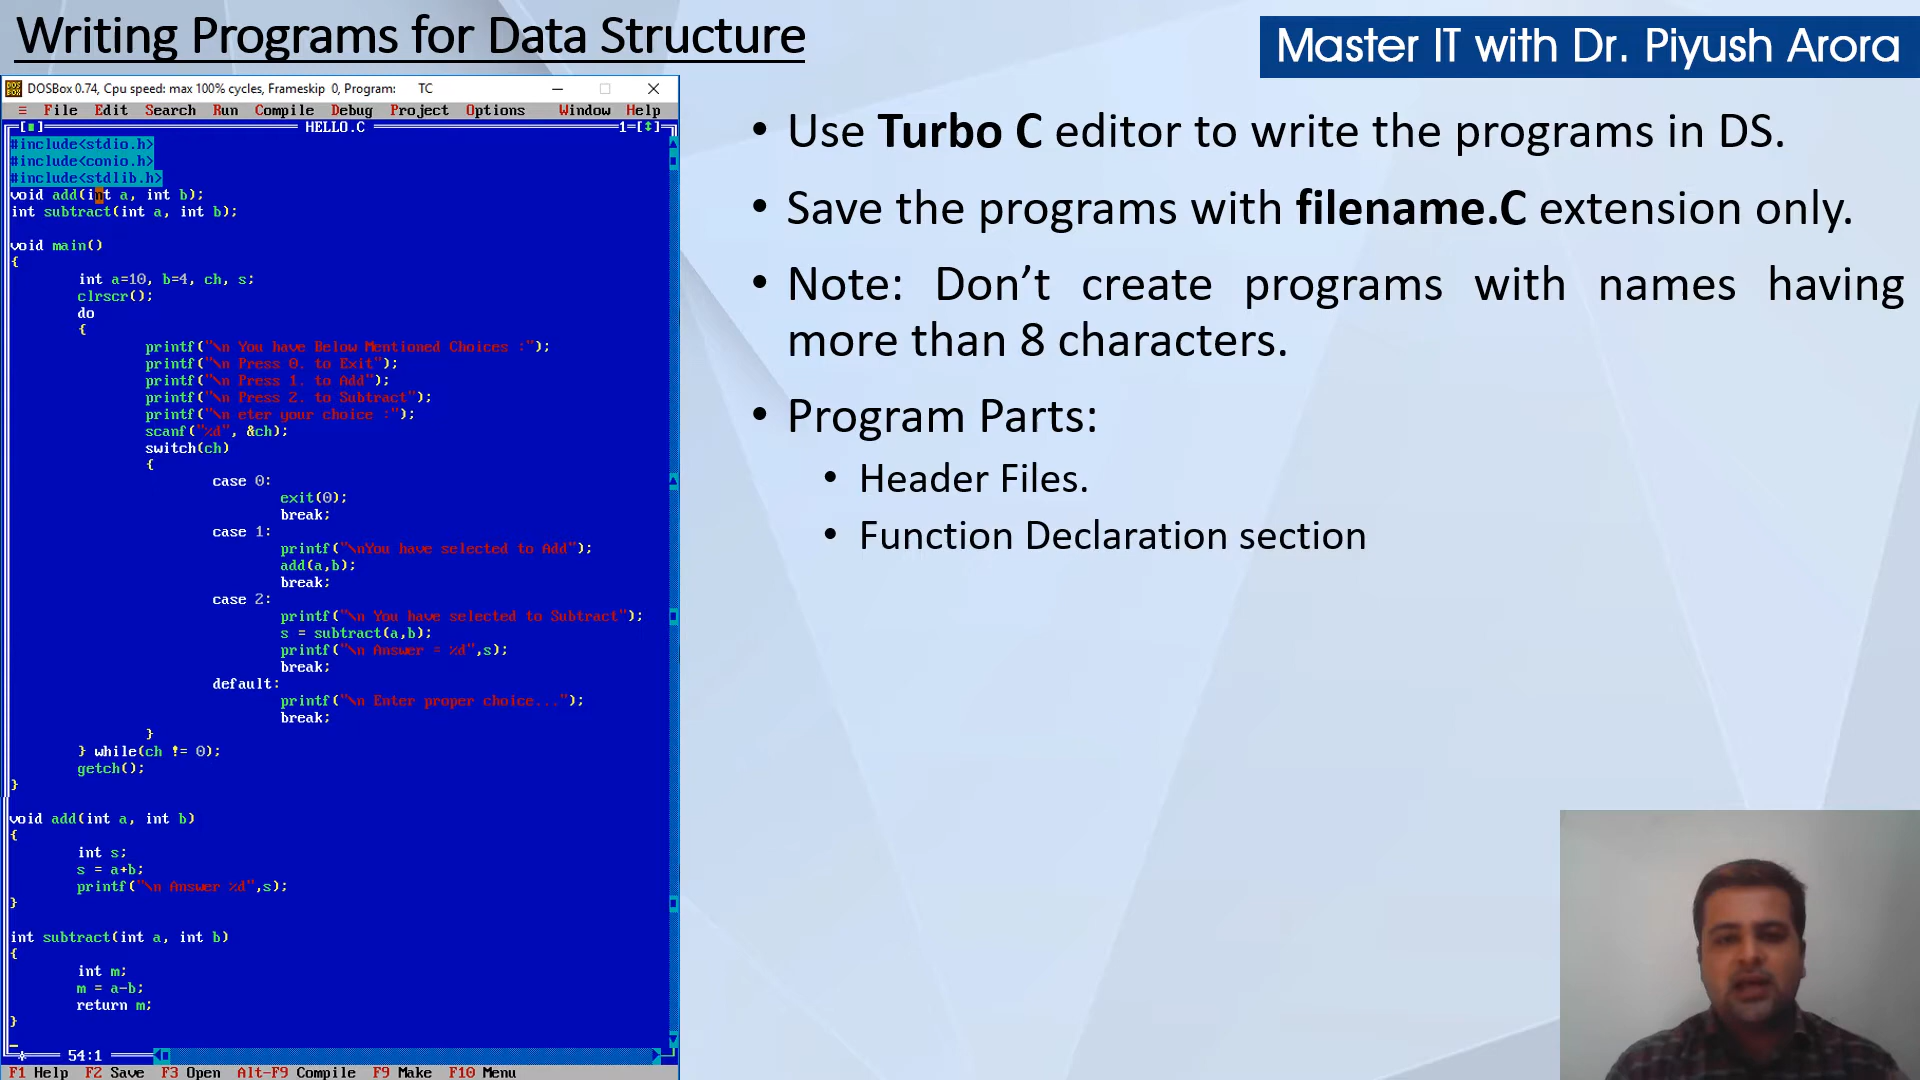 Writing Programs for Data Structure
Master IT with Dr. Piyush Arora
DOSBox 0.74, Cpu speed: max 100% cycles, Frameskip 0, Program: TC
≡ File Edit Search Run Compile Debug Project Options Window Help
HELLO.C 1=[↕]
#include<stdio.h>
#include<conio.h>
#include<stdlib.h>
void add(int a, int b);
int subtract(int a, int b);
void main()
{
int a=10, b=4, ch, s;
clrscr();
do
{
printf("\n You have Below Mentioned Choices :");
printf("\n Press 0. to Exit");
printf("\n Press 1. to Add");
printf("\n Press 2. to Subtract");
printf("\n eter your choice :");
scanf("%d", &ch);
switch(ch)
{
case 0:
exit(0);
break;
case 1:
printf("\nYou have selected to Add");
add(a,b);
break;
case 2:
printf("\n You have selected to Subtract");
s = subtract(a,b);
printf("\n Answer = %d",s);
break;
default:
printf("\n Enter proper choice...");
break;
}
} while(ch != 0);
getch();
}
void add(int a, int b)
{
int s;
s = a+b;
printf("\n Answer %d",s);
}
int subtract(int a, int b)
{
int m;
m = a-b;
return m;
}
54:1
F1 Help F2 Save F3 Open Alt-F9 Compile F9 Make F10 Menu
• Use Turbo C editor to write the programs in DS.
• Save the programs with filename.C extension only.
• Note: Don’t create programs with names having
more than 8 characters.
• Program Parts:
• Header Files.
• Function Declaration section